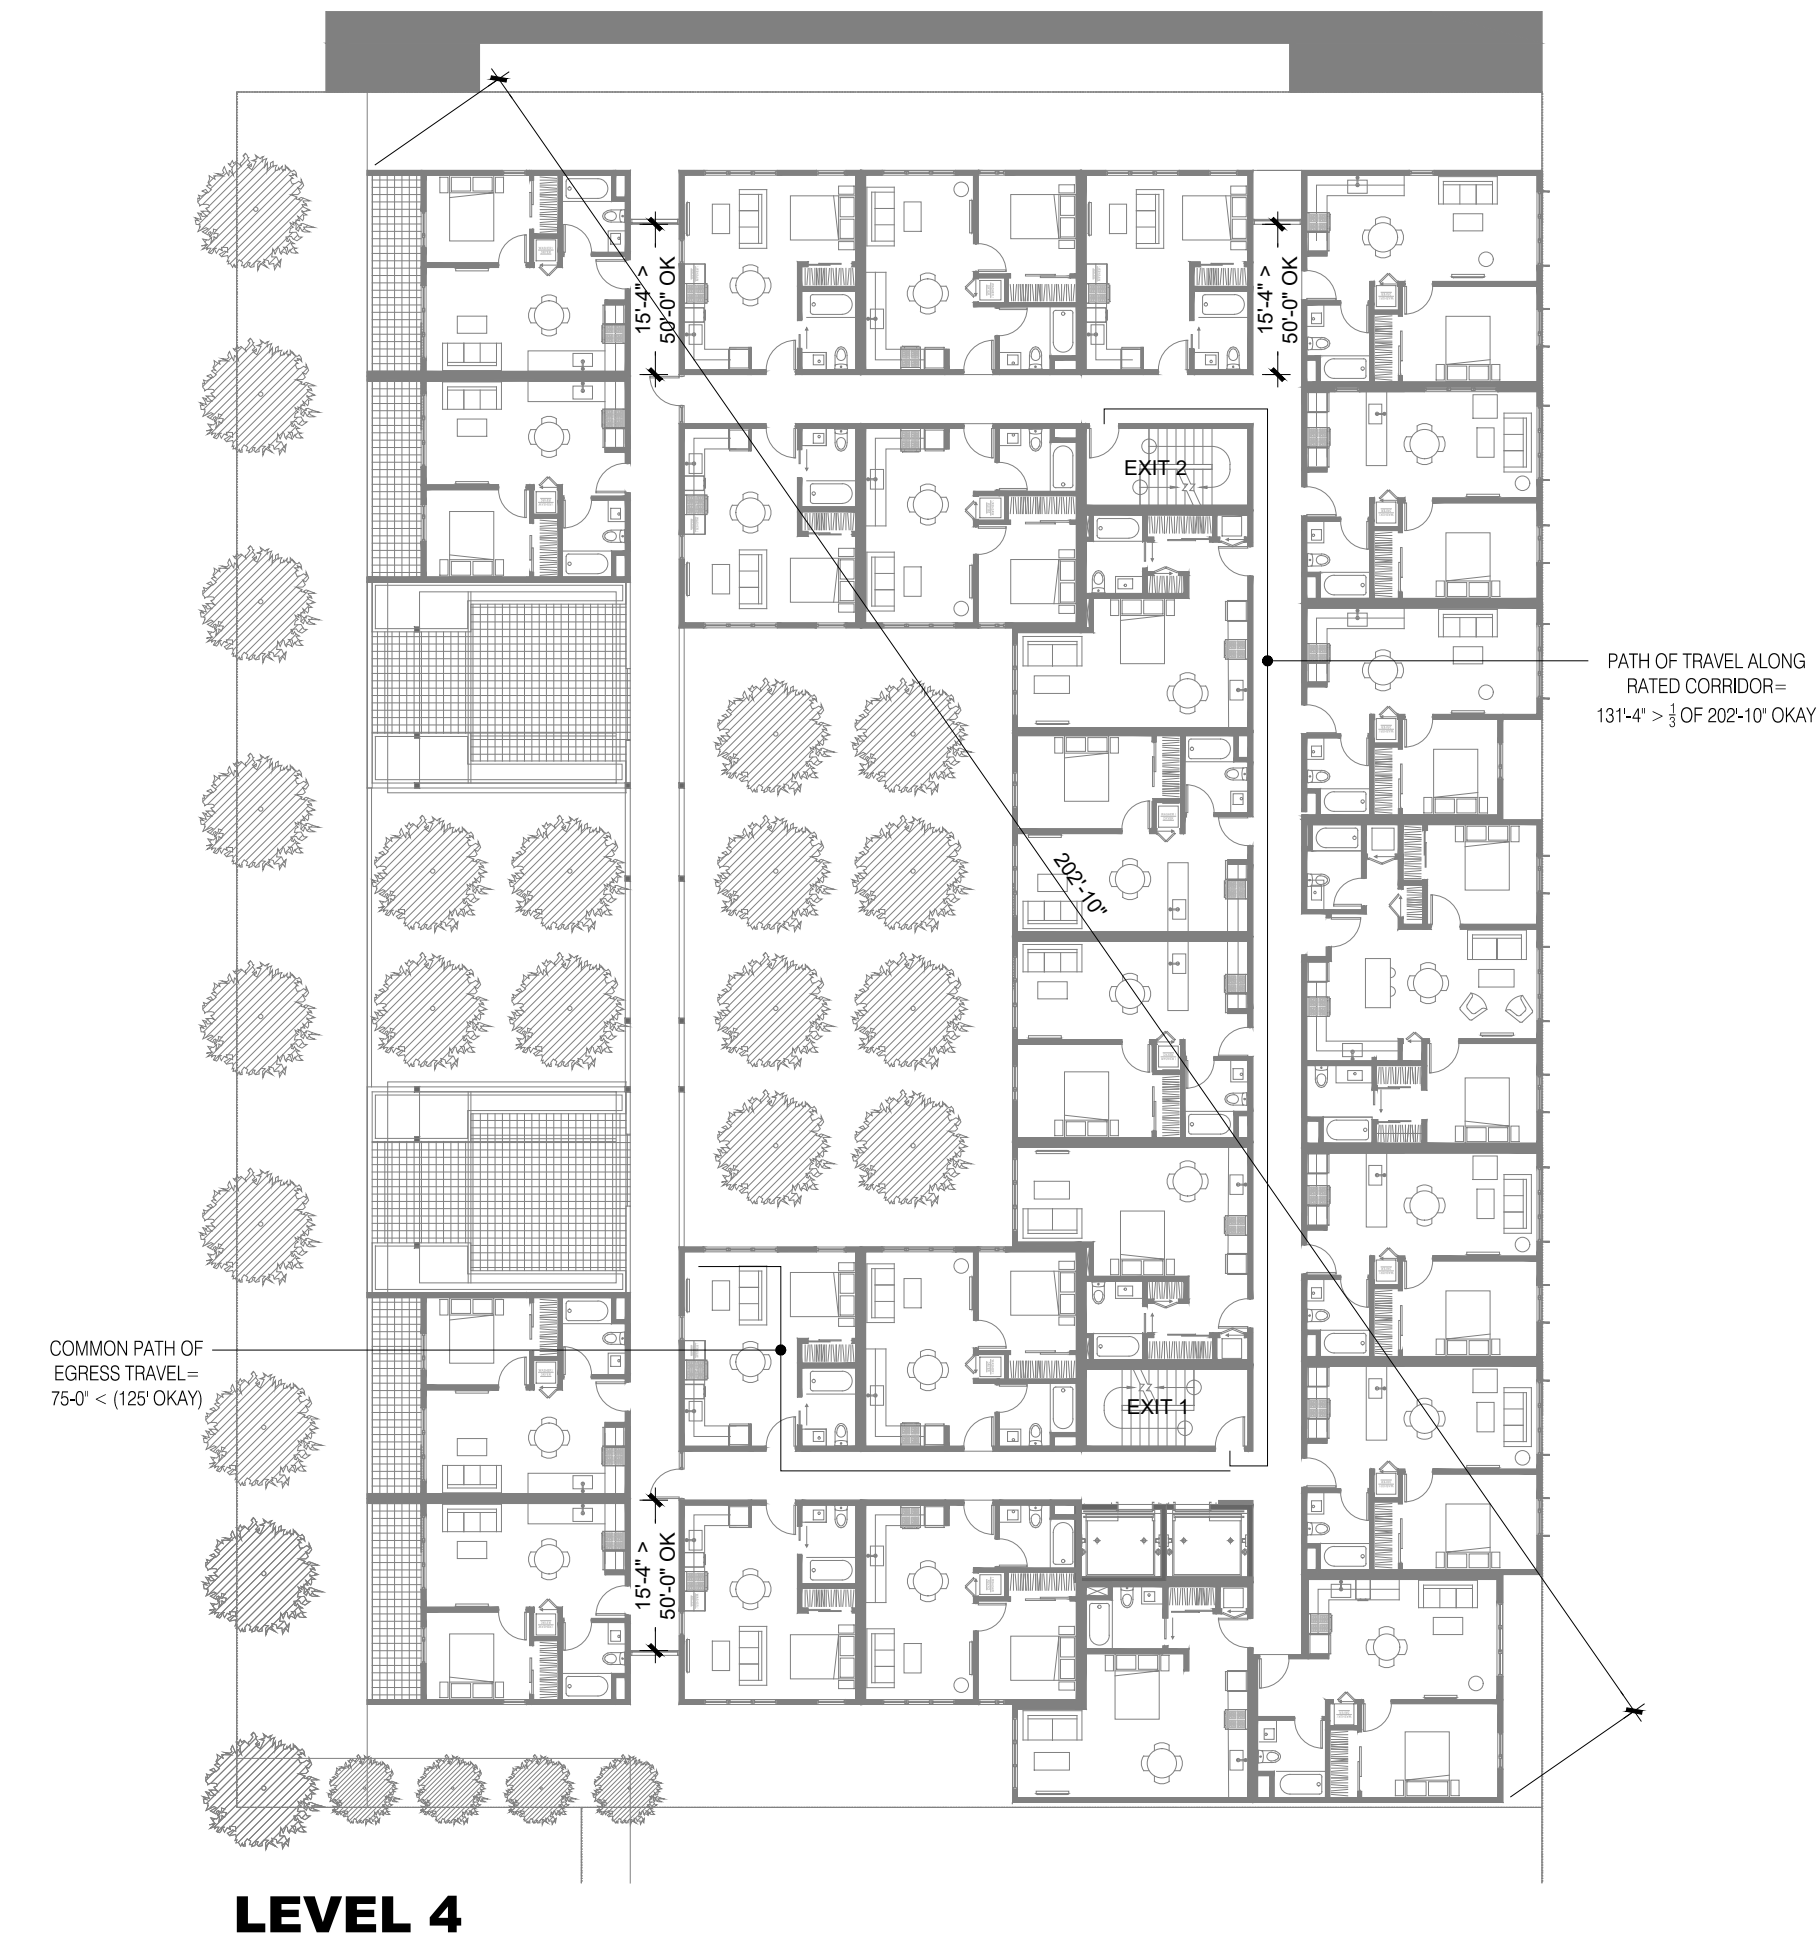 15'-4" >
50'-0" OK
15'-4" >
50'-0" OK
EXIT 2
PATH OF TRAVEL ALONG
RATED CORRIDOR=
131'-4" > 1/3 OF 202'-10" OKAY
202'-10"
COMMON PATH OF
EGRESS TRAVEL=
75-0" < (125' OKAY)
EXIT 1
15'-4" >
50'-0" OK
LEVEL 4